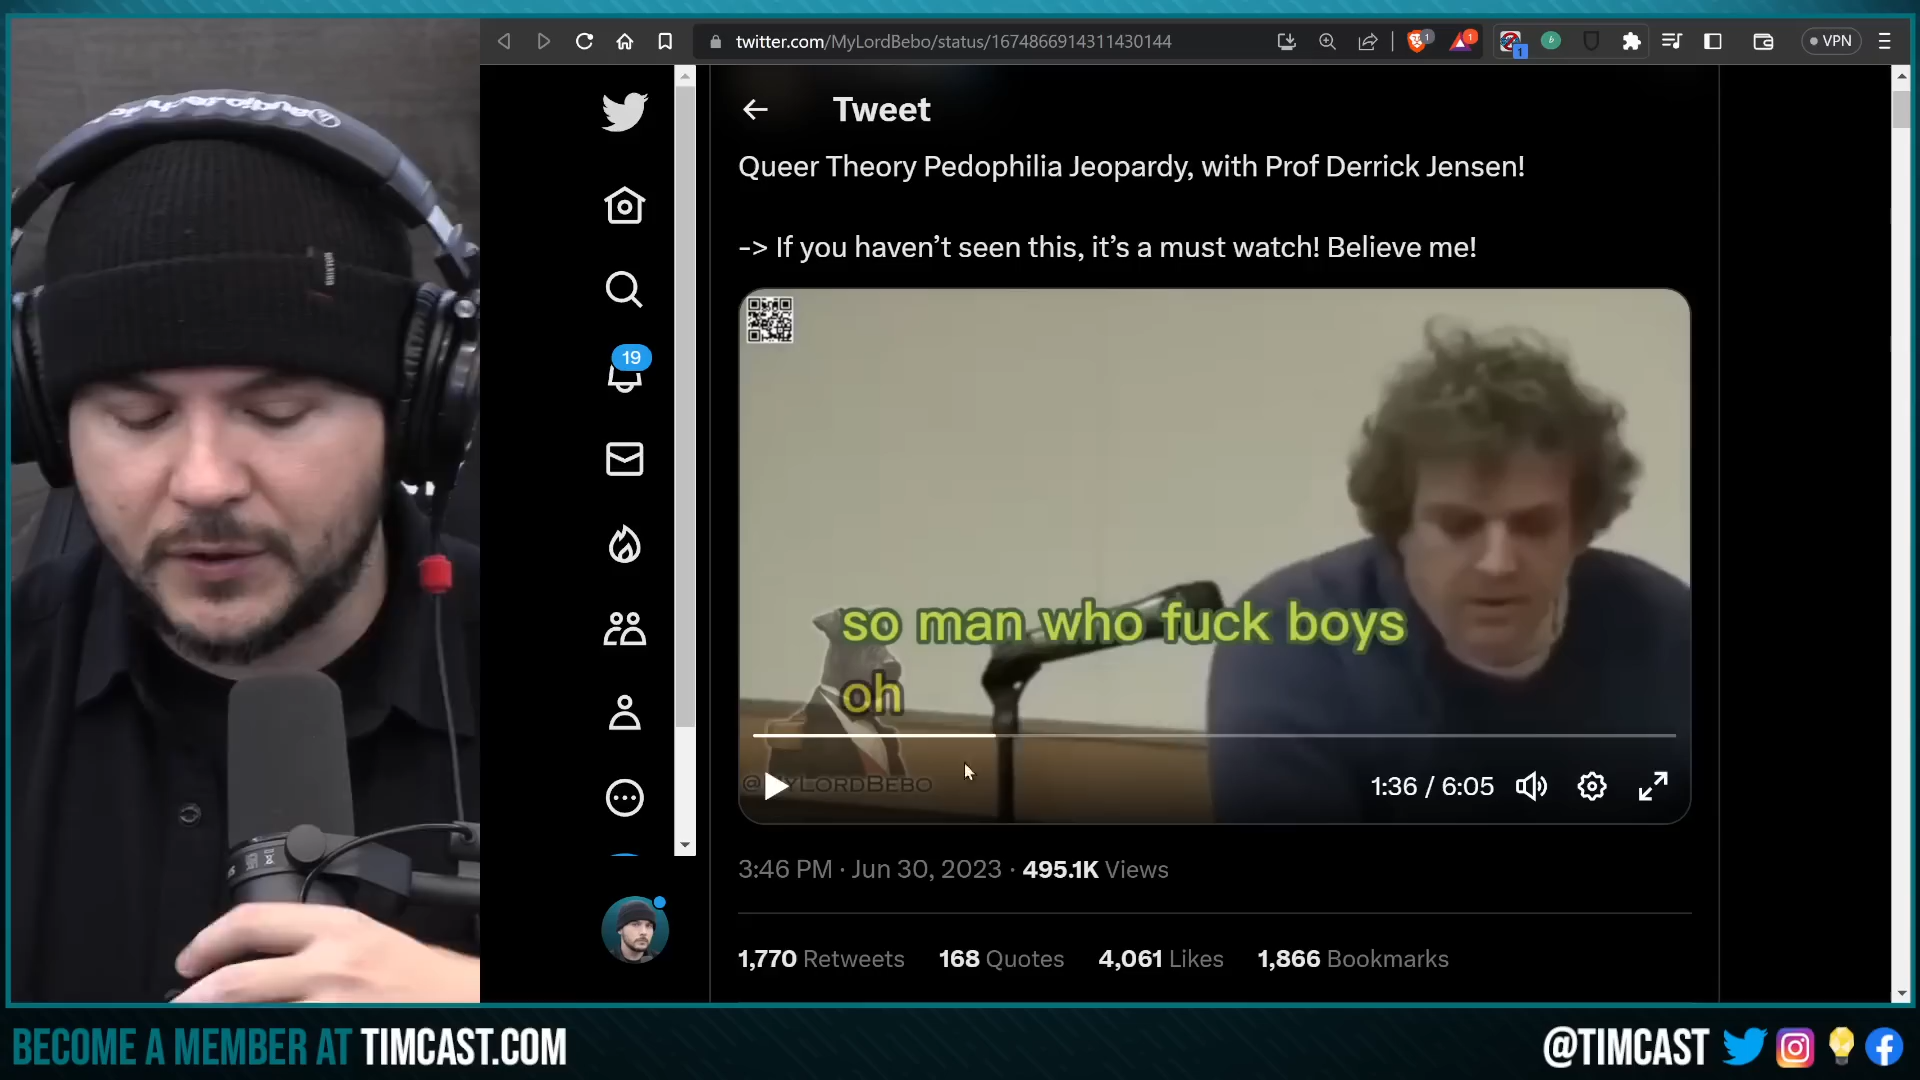 twitter.com/MyLordBebo/status/1674866914311430144
VPN
Tweet
Queer Theory Pedophilia Jeopardy, with Prof Derrick Jensen!
-> If you haven’t seen this, it’s a must watch! Believe me!
19
so man who fuck boys
oh
@MYLORDBEBO
1:36 / 6:05
3:46 PM · Jun 30, 2023 · 495.1K Views
1,770 Retweets 168 Quotes 4,061 Likes 1,866 Bookmarks
BECOME A MEMBER AT TIMCAST.COM
@TIMCAST